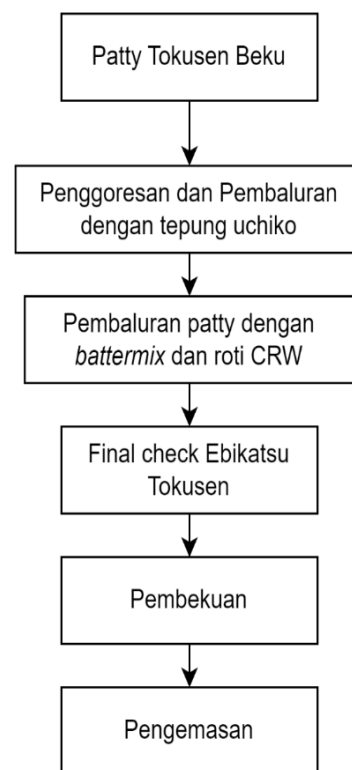 Patty Tokusen Beku
Penggoresan dan Pembaluran
dengan tepung uchiko
Pembaluran patty dengan
battermix dan roti CRW
Final check Ebikatsu
Tokusen
Pembekuan
Pengemasan